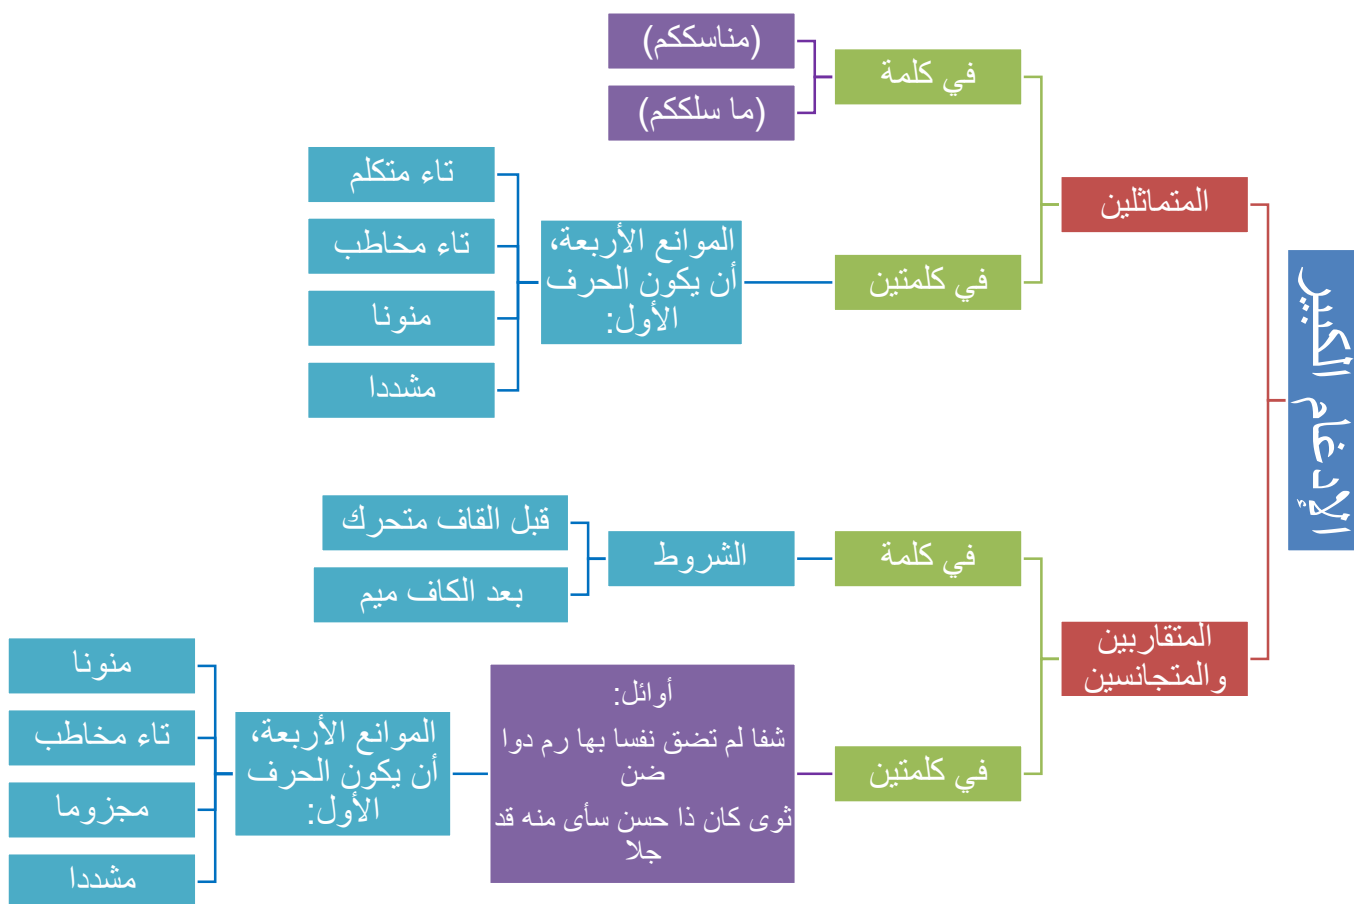 الإدغام الكبير
المتماثلين
في كلمة
(مناسككم)
(ما سلككم)
في كلمتين
الموانع الأربعة،
أن يكون الحرف
الأول:
تاء متكلم
تاء مخاطب
منونا
مشددا
المتقاربين
والمتجانسين
في كلمة
الشروط
قبل القاف متحرك
بعد الكاف ميم
في كلمتين
أوائل:
شفا لم تضق نفسا بها رم دوا
ضن
ثوى كان ذا حسن سأى منه قد
جلا
الموانع الأربعة،
أن يكون الحرف
الأول:
منونا
تاء مخاطب
مجزوما
مشددا